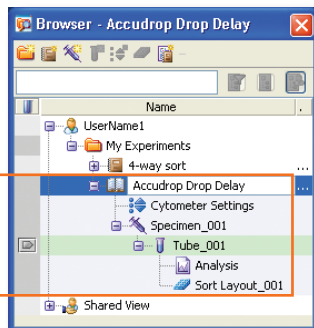 Browser - Accudrop Drop Delay
Name
UserName1
My Experiments
4-way sort
...
Accudrop Drop Delay
...
Cytometer Settings
Specimen_001
Tube_001
Analysis
Sort Layout_001
Shared View